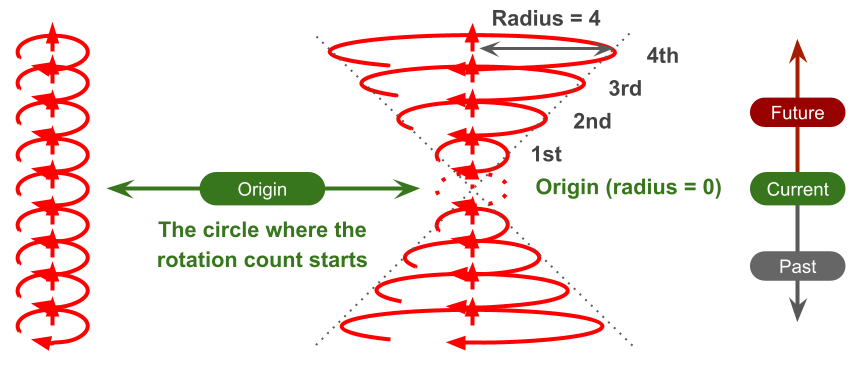 Radius = 4
4th
3rd
2nd
1st
Origin
Origin (radius = 0)
The circle where the
rotation count starts
Future
Current
Past